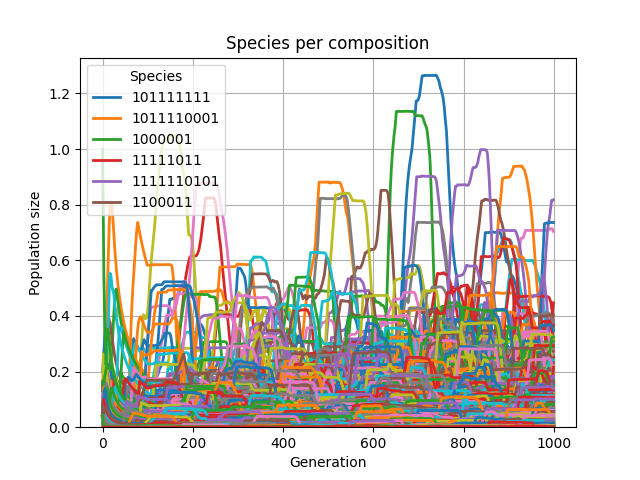 Species per composition
Species
101111111
1011110001
1000001
11111011
1111110101
1100011
Population size
1.2
1.0
0.8
0.6
0.4
0.2
0.0
0 200 400 600 800 1000
Generation